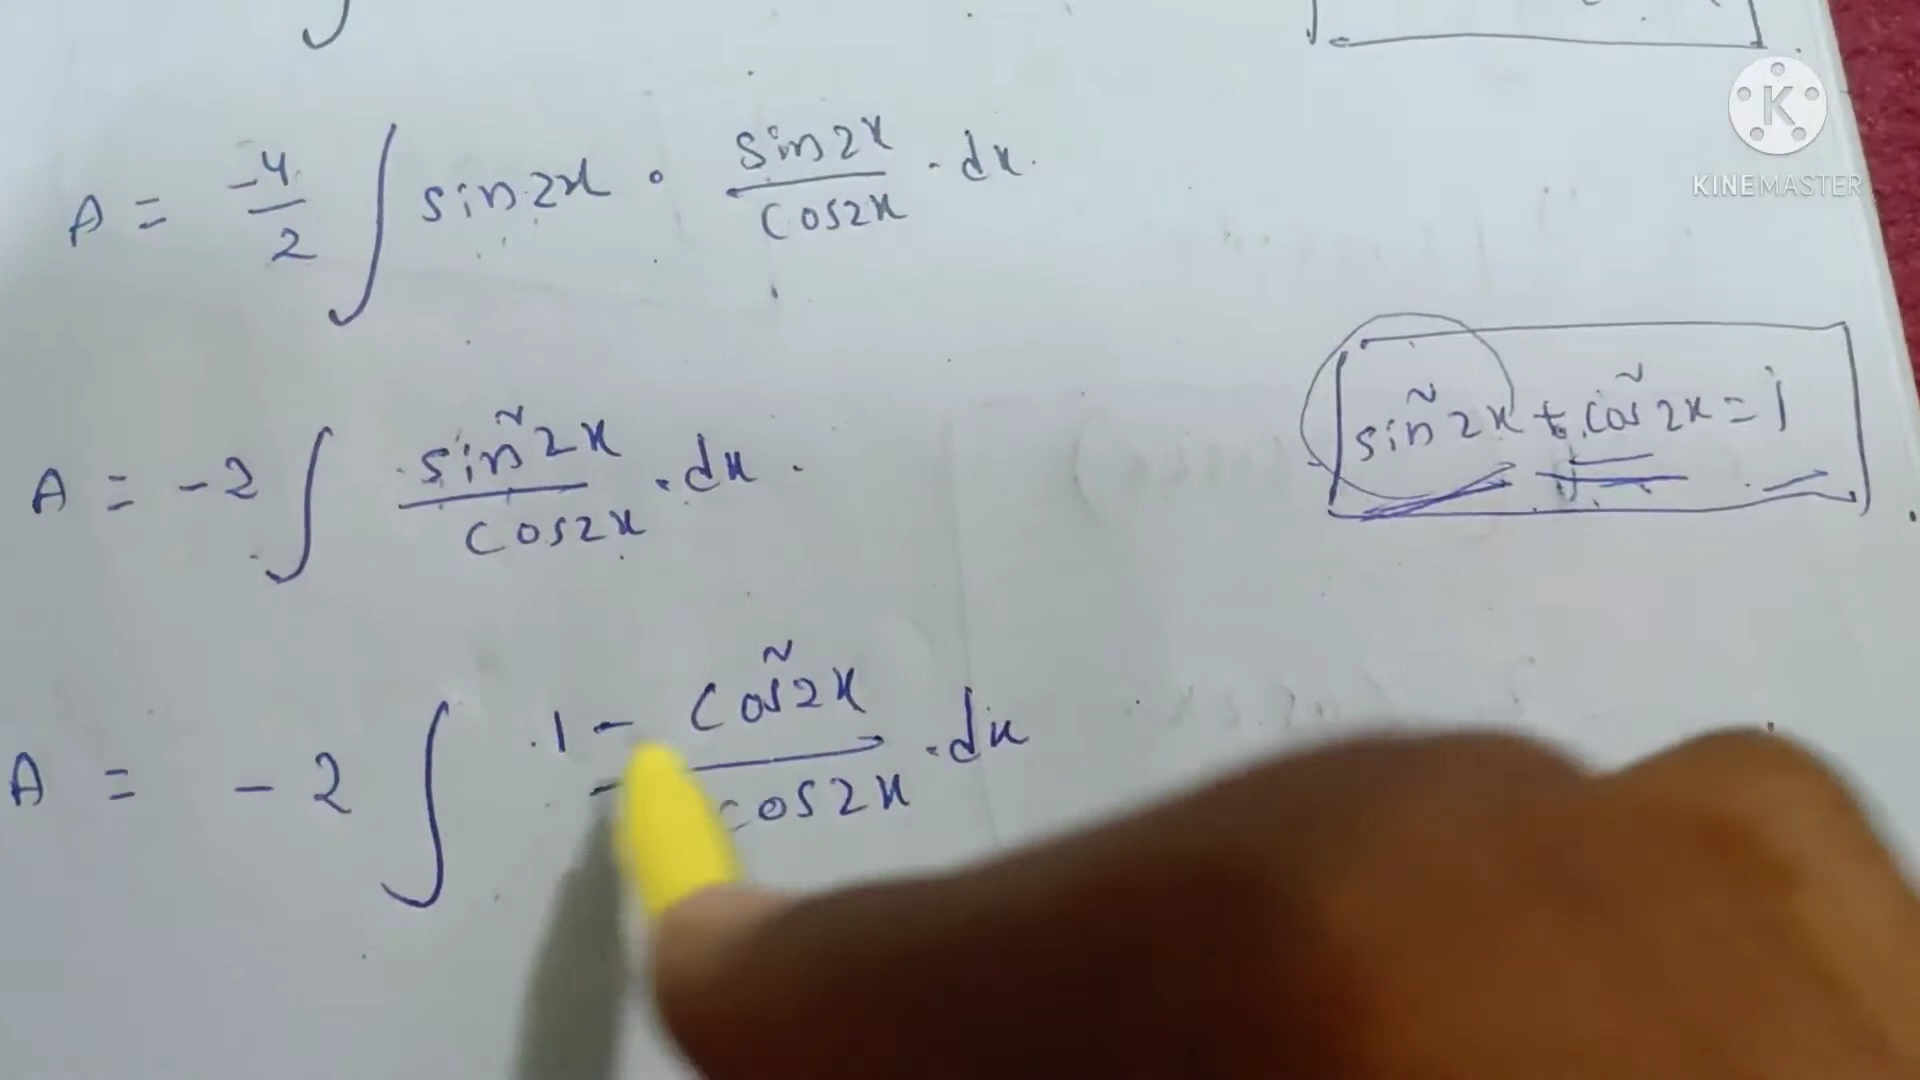 A = -4/2 ∫ sin2x · sin2x/cos2x · dx.
A = -2 ∫ sin²2x/cos2x · dx.
sin²2x + cos²2x = 1
A = -2 ∫ 1 - cos²2x/cos2x · dx
K
KINEMASTER